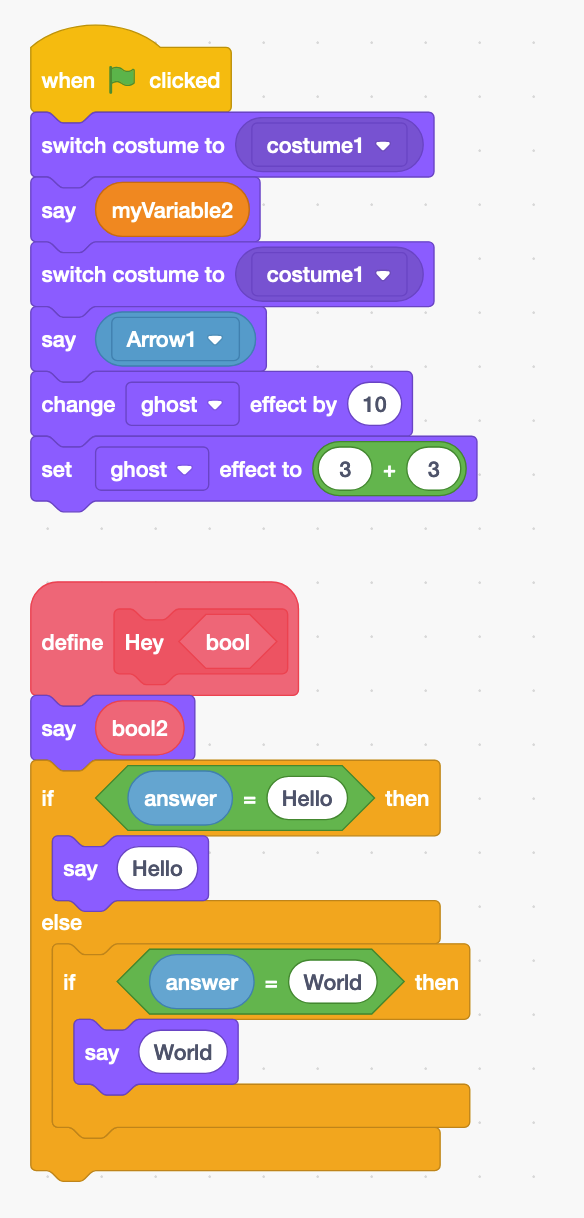 when clicked
switch costume to costume1
say myVariable2
switch costume to costume1
say Arrow1
change ghost effect by 10
set ghost effect to 3 + 3
define Hey bool
say bool2
if answer = Hello then
say Hello
else
if answer = World then
say World